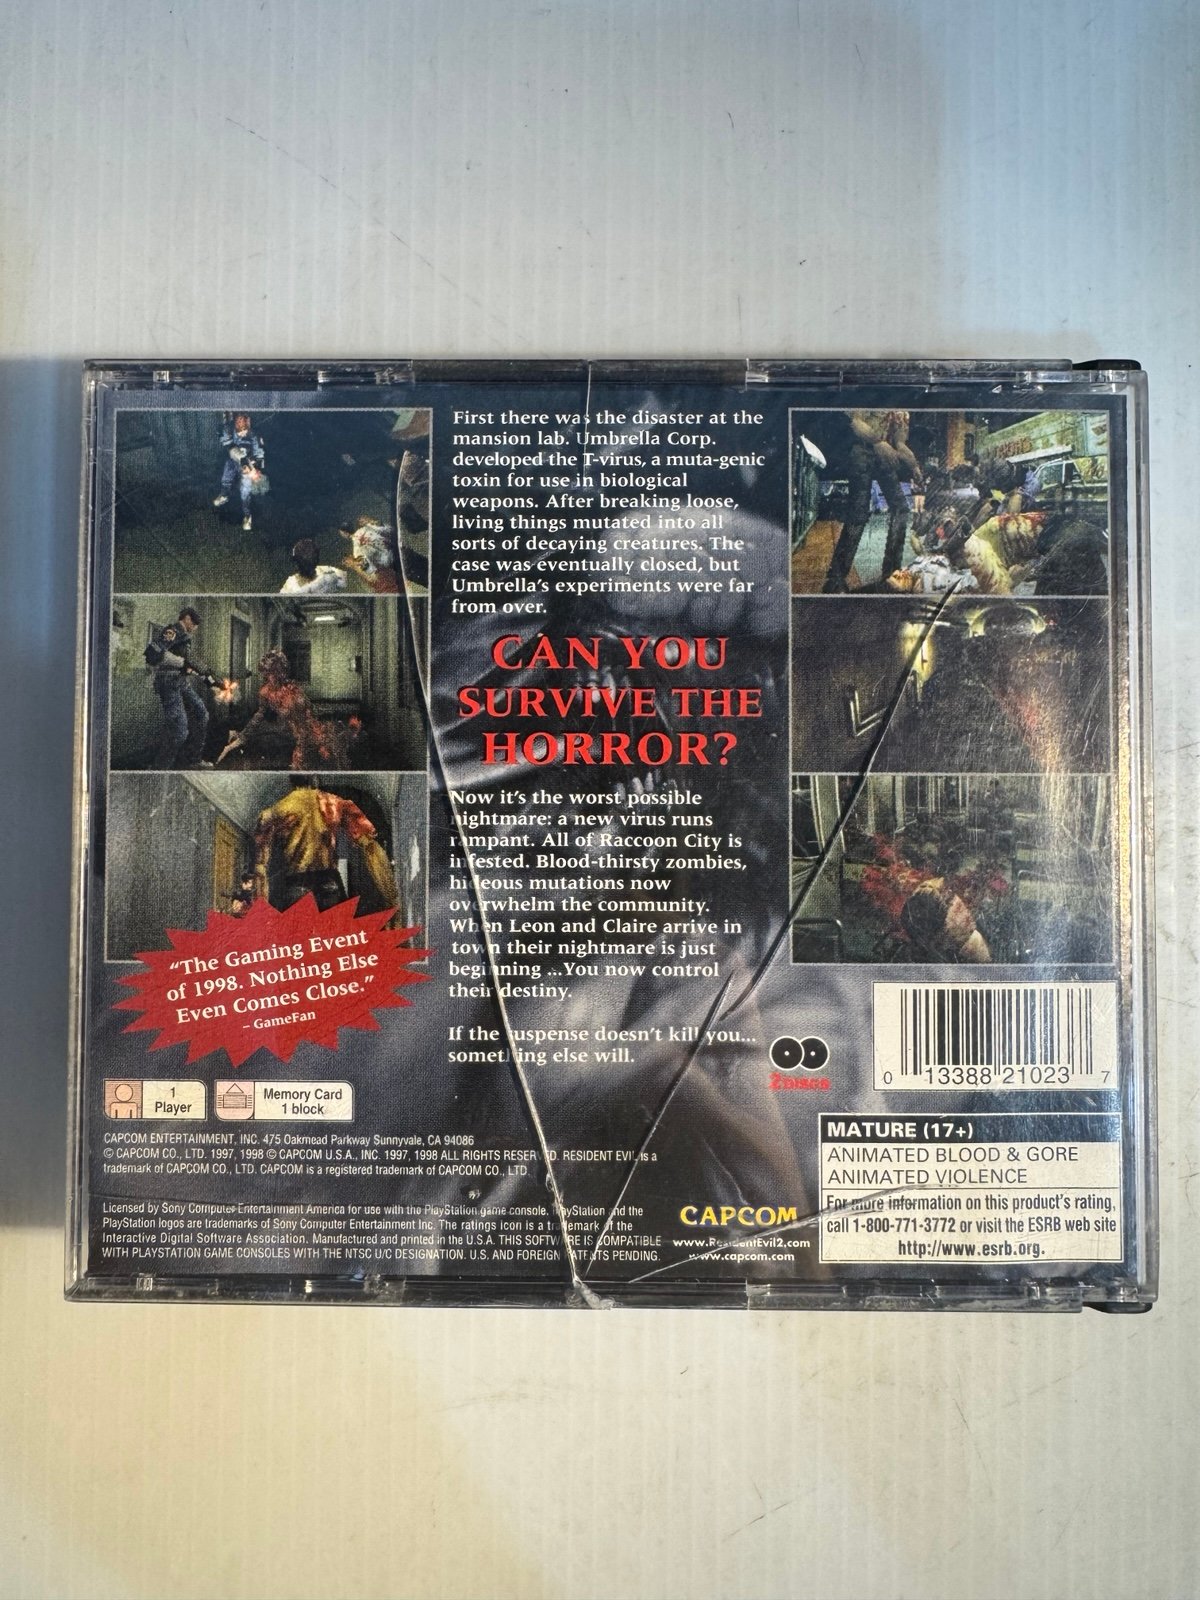 First there was the disaster at the
mansion lab. Umbrella Corp.
developed the T-virus, a muta-genic
toxin for use in biological
weapons. After breaking loose,
living things mutated into all
sorts of decaying creatures. The
case was eventually closed, but
Umbrella's experiments were far
from over.
CAN YOU
SURVIVE THE
HORROR?
Now it's the worst possible
nightmare: a new virus runs
rampant. All of Raccoon City is
infested. Blood-thirsty zombies,
hideous mutations now
overwhelm the community.
When Leon and Claire arrive in
town their nightmare is just
beginning ...You now control
their destiny.
If the suspense doesn't kill you...
something else will.
"The Gaming Event
of 1998. Nothing Else
Even Comes Close."
– GameFan
1
Player
Memory Card
1 block
2 DISCS
0 13388 21023 7
CAPCOM ENTERTAINMENT, INC. 475 Oakmead Parkway Sunnyvale, CA 94086
© CAPCOM CO., LTD. 1997, 1998 © CAPCOM U.S.A., INC. 1997, 1998 ALL RIGHTS RESERVED. RESIDENT EVIL is a
trademark of CAPCOM CO., LTD. CAPCOM is a registered trademark of CAPCOM CO., LTD.
Licensed by Sony Computer Entertainment America for use with the PlayStation game console. PlayStation and the
PlayStation logos are trademarks of Sony Computer Entertainment Inc. The ratings icon is a trademark of the
Interactive Digital Software Association. Manufactured and printed in the U.S.A. THIS SOFTWARE IS COMPATIBLE
WITH PLAYSTATION GAME CONSOLES WITH THE NTSC U/C DESIGNATION. U.S. AND FOREIGN PATENTS PENDING.
CAPCOM
www.ResidentEvil2.com
www.capcom.com
MATURE (17+)
ANIMATED BLOOD & GORE
ANIMATED VIOLENCE
For more information on this product's rating,
call 1-800-771-3772 or visit the ESRB web site
http://www.esrb.org.